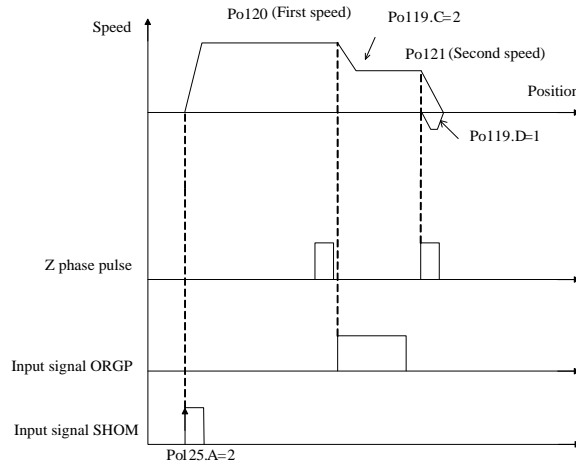 Po120 (First speed)
Speed
Po119.C=2
Po121 (Second speed)
Position
Po119.D=1
Z phase pulse
Input signal ORGP
Input signal SHOM
Po125.A=2